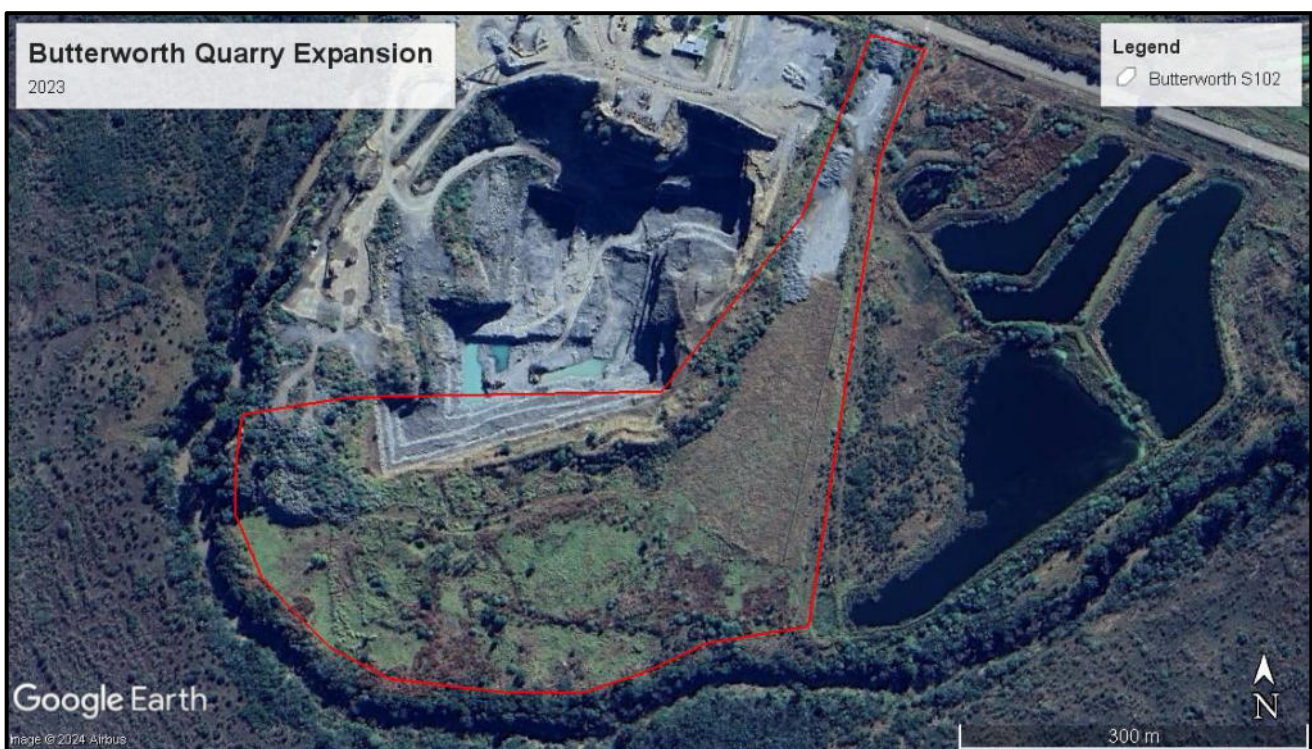 Butterworth Quarry Expansion
2023
Legend
Butterworth S102
Google Earth
Image © 2024 Airbus
N
300 m